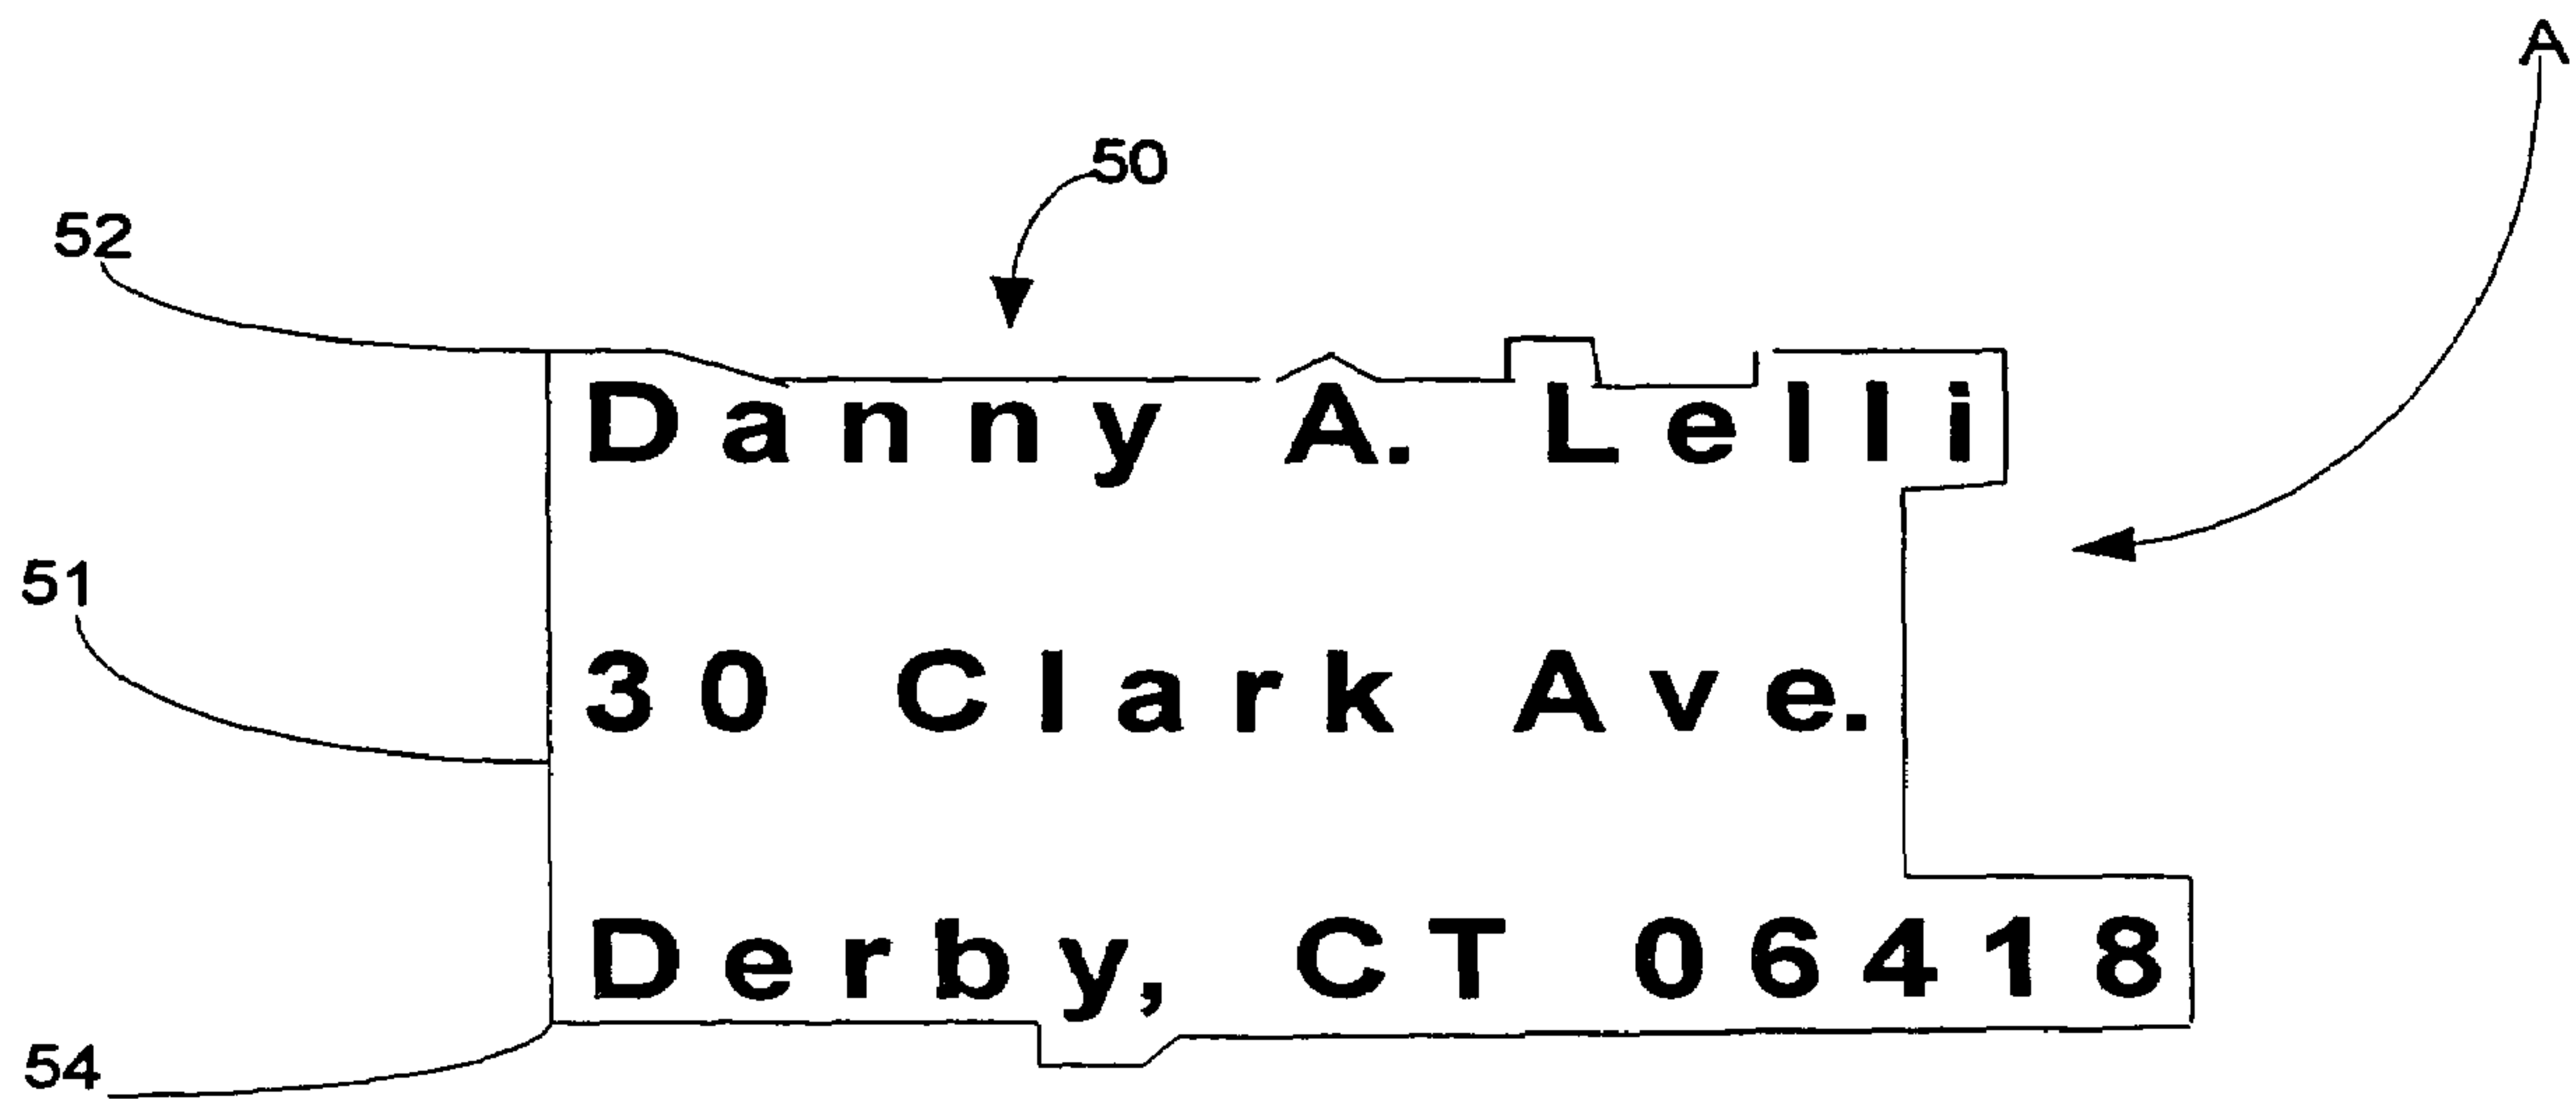 A
50
52
Danny A. Lelli
51
30 Clark Ave.
Derby, CT 06418
54